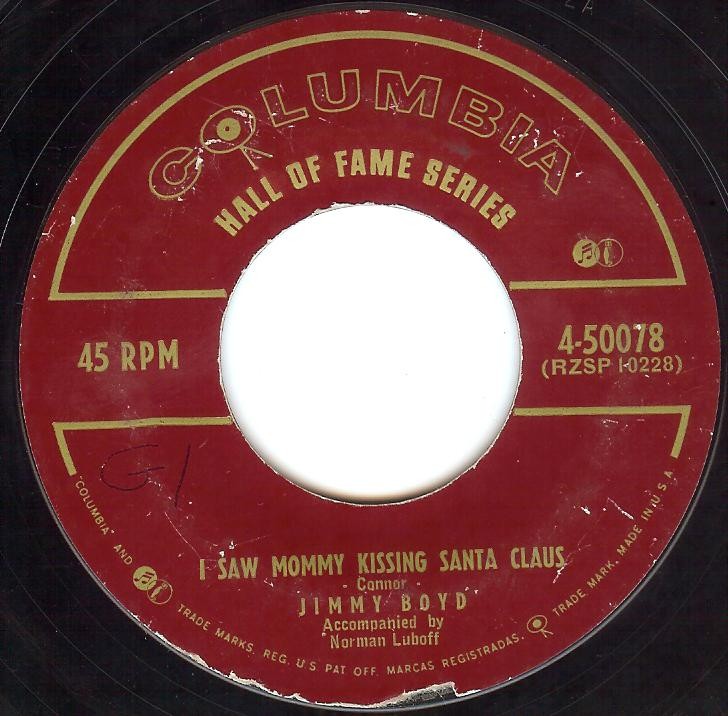 COLUMBIA
HALL OF FAME SERIES
45 RPM
4-50078
(RZSP 10228)
G1
I SAW MOMMY KISSING SANTA CLAUS
- Connor -
JIMMY BOYD
Accompanied by
Norman Luboff
"COLUMBIA" AND TRADE MARKS. REG. U S PAT OFF. MARCAS REGISTRADAS. TRADE MARK. MADE IN U.S A